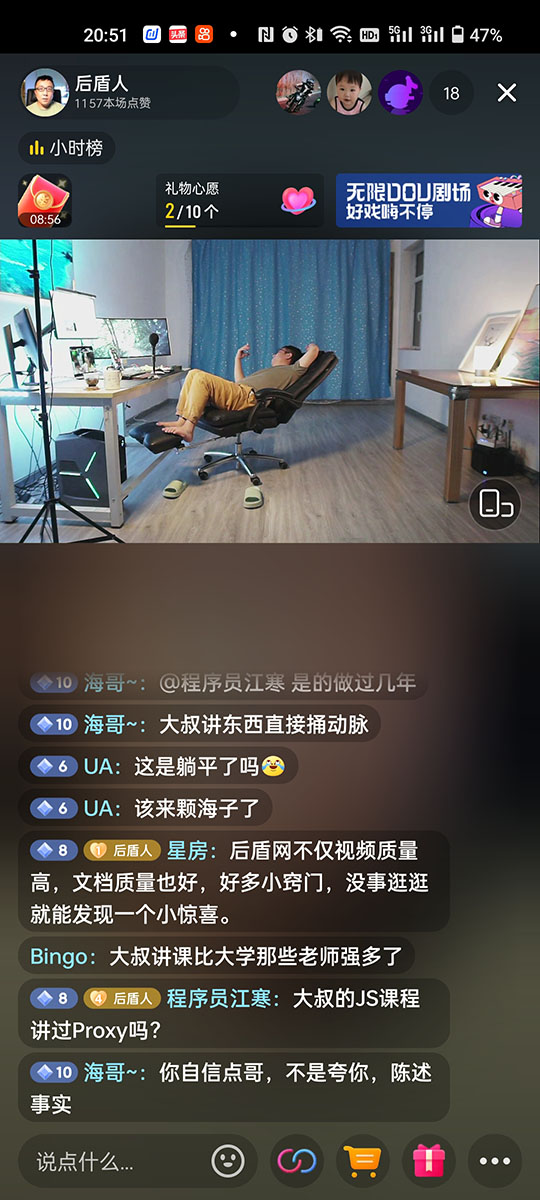 20:51 头条 HD 5G 3G 47%
后盾人
1157本场点赞
18
小时榜
08:56
礼物心愿
2/10个
无限DOU剧场
好戏嗨不停
10 海哥~：@程序员江寒 是的做过几年
10 海哥~：大叔讲东西直接捅动脉
6 UA：这是躺平了吗😂
6 UA：该来颗海子了
8 1 后盾人 星房：后盾网不仅视频质量
高，文档质量也好，好多小窍门，没事逛逛
就能发现一个小惊喜。
Bingo：大叔讲课比大学那些老师强多了
8 4 后盾人 程序员江寒：大叔的JS课程
讲过Proxy吗？
10 海哥~：你自信点哥，不是夸你，陈述
事实
说点什么...